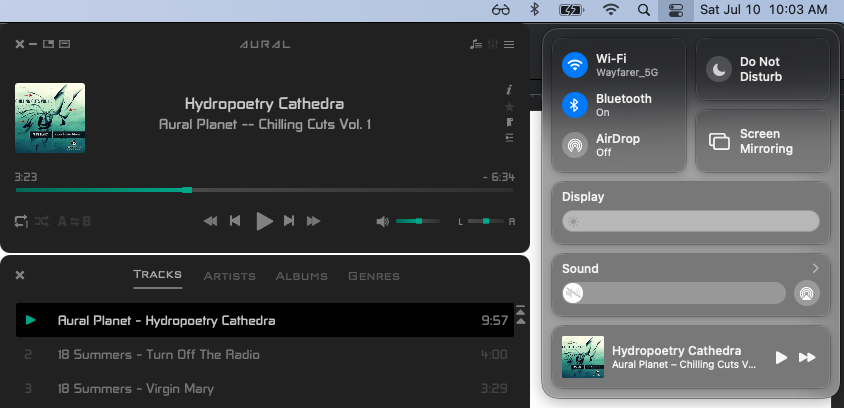 Sat Jul 10 10:03 AM
AURAL
Hydropoetry Cathedra
Aural Planet -- Chilling Cuts Vol. 1
3:23
- 6:34
A B
L R
Tracks Artists Albums Genres
Aural Planet - Hydropoetry Cathedra 9:57
2 18 Summers - Turn Off The Radio 4:00
3 18 Summers - Virgin Mary 3:29
Wi-Fi
Wayfarer_5G
Bluetooth
On
AirDrop
Off
Do Not
Disturb
Screen
Mirroring
Display
Sound
Hydropoetry Cathedra
Aural Planet – Chilling Cuts V...